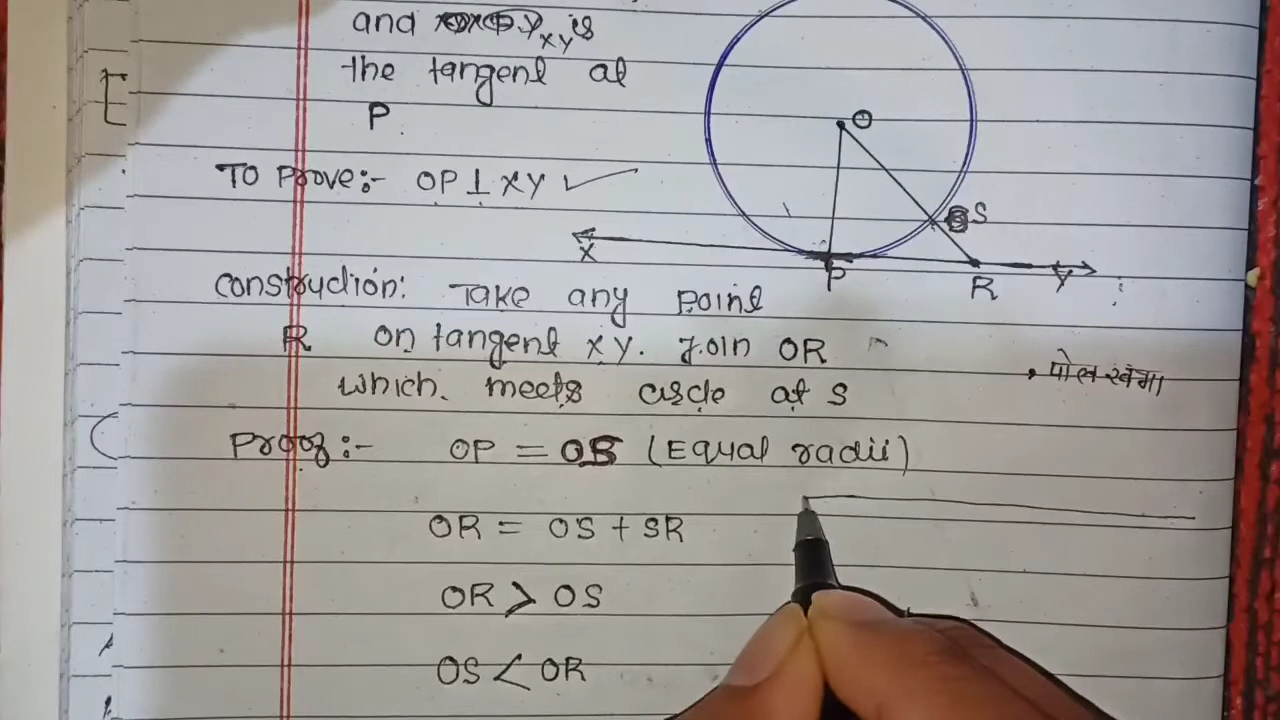 and XY is
the tangent at
P.
To Prove:- OP ⊥ XY ✓
O
S
X
P
R
Y
Construction: Take any point
R on tangent XY. Join OR
which meets circle at S
• पोल खंभा
Proof:- OP = OS (Equal radii)
OR = OS + SR
OR > OS
OS < OR